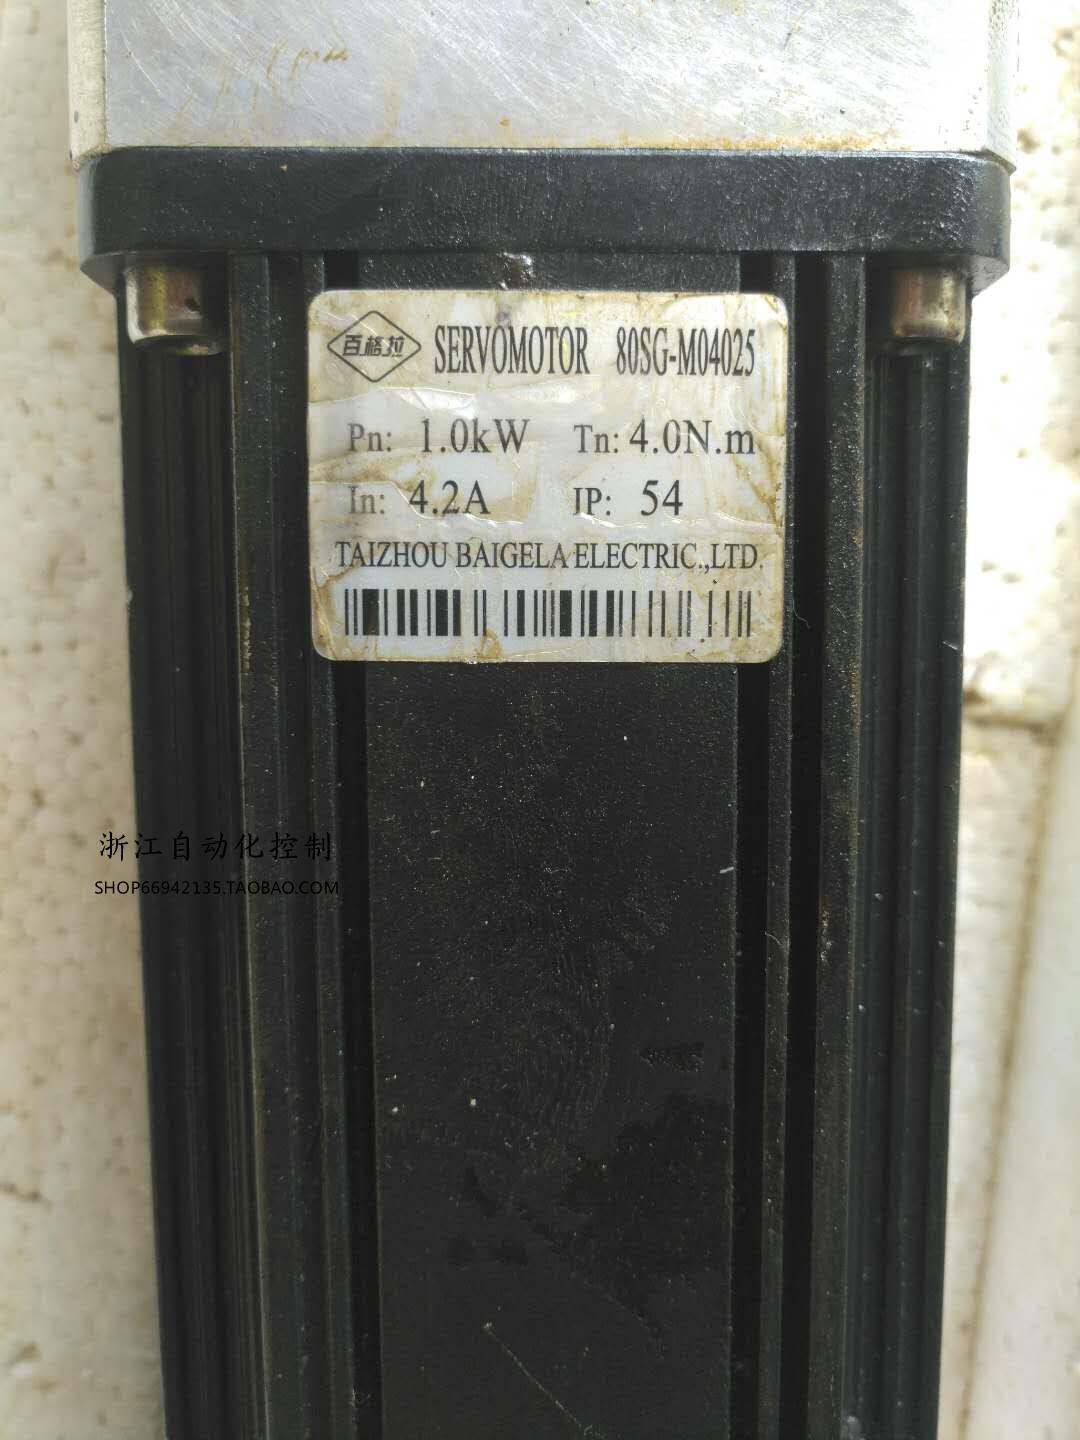 百格拉 SERVOMOTOR 80SG-M04025
Pn: 1.0kW Tn: 4.0N.m
In: 4.2A IP: 54
TAIZHOU BAIGELA ELECTRIC.,LTD.
浙江自动化控制
SHOP66942135.TAOBAO.COM